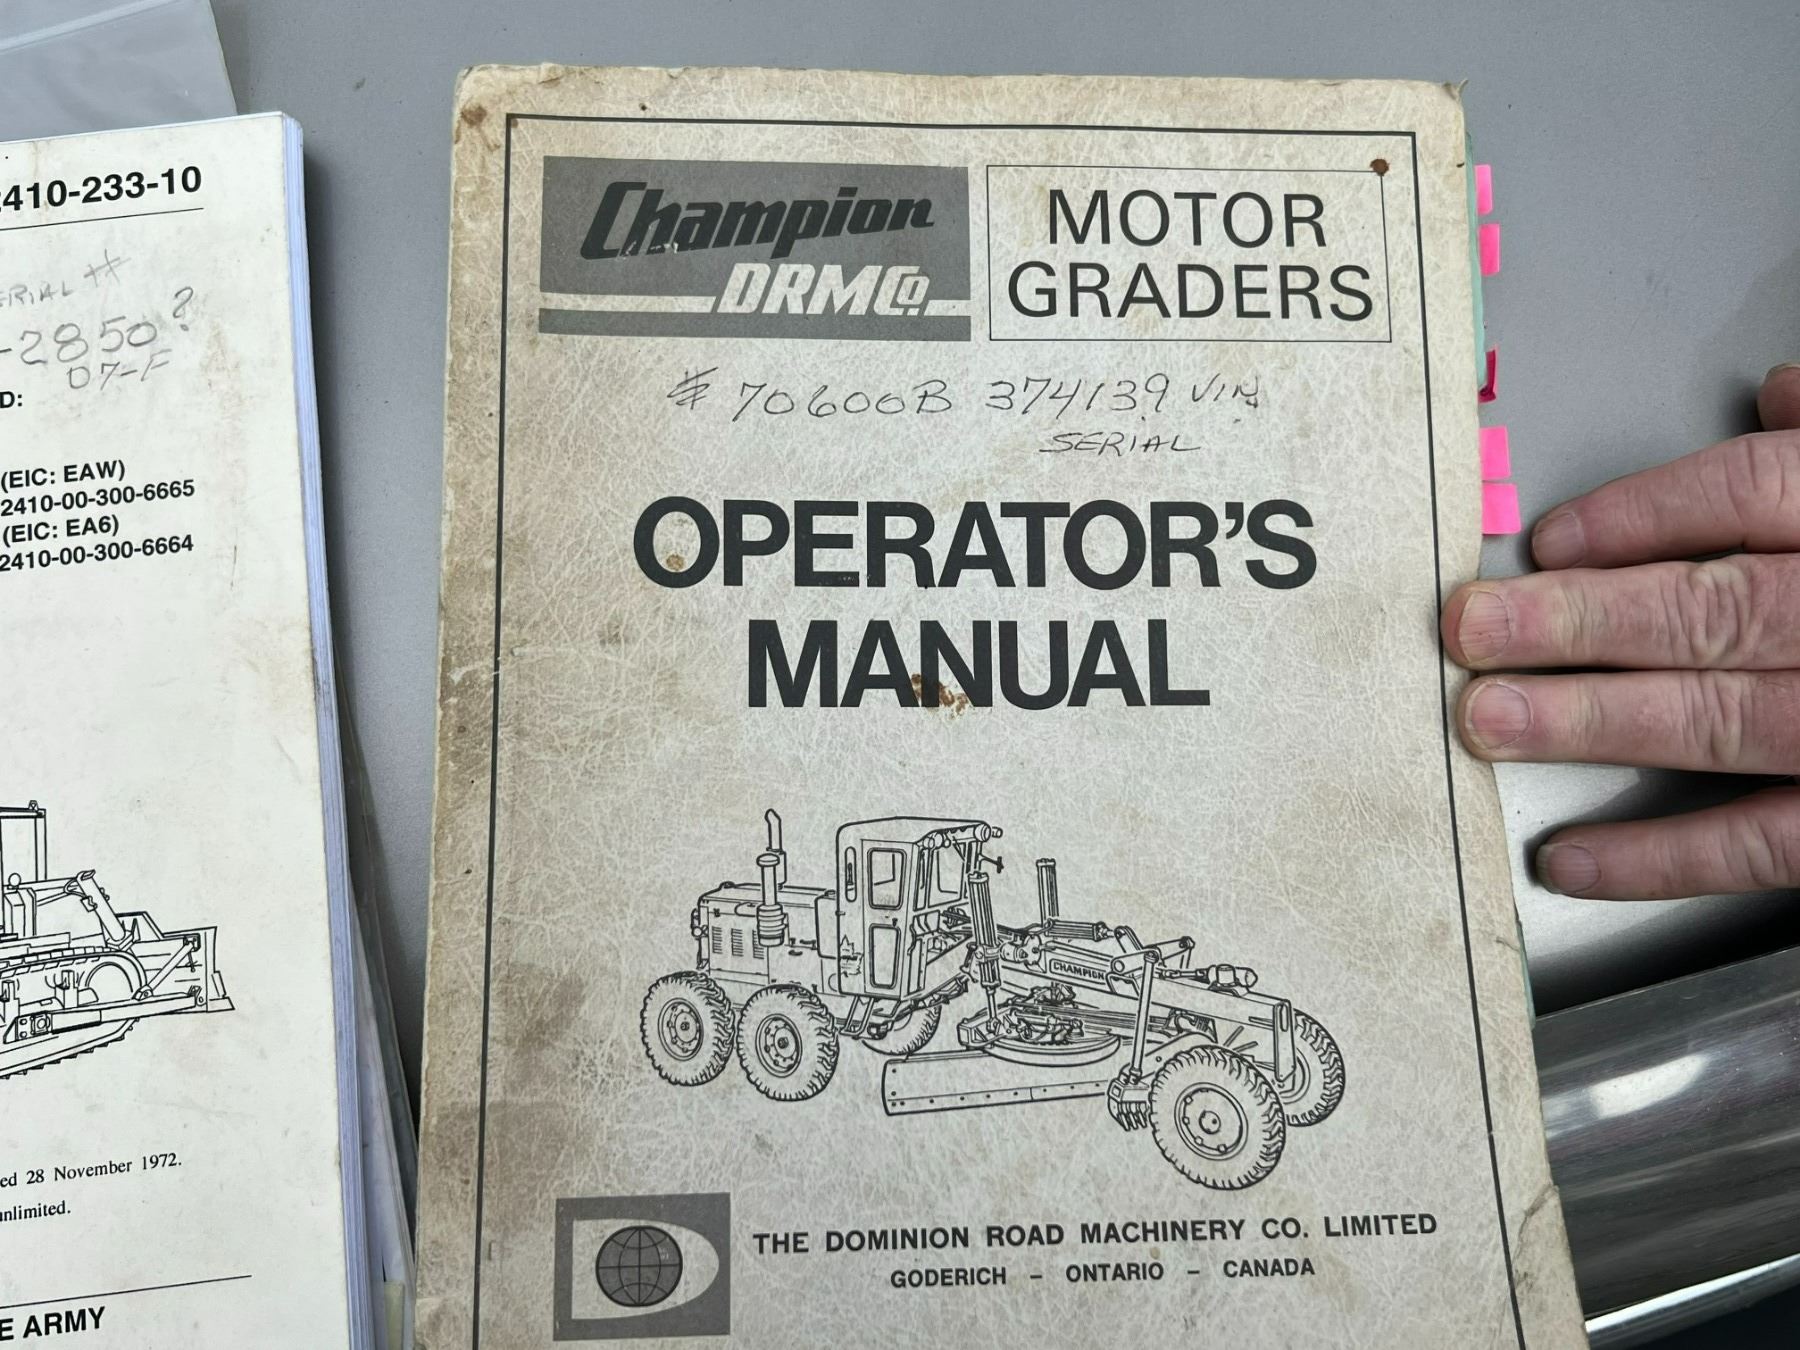 2410-233-10
SERIAL #
-2850?
D7-F
D:
(EIC: EAW)
2410-00-300-6665
(EIC: EA6)
2410-00-300-6664
ed 28 November 1972.
unlimited.
E ARMY
Champion
DRMCo.
MOTOR
GRADERS
# 70600B 374139 VIN.
SERIAL
OPERATOR'S
MANUAL
CHAMPION
THE DOMINION ROAD MACHINERY CO. LIMITED
GODERICH – ONTARIO – CANADA